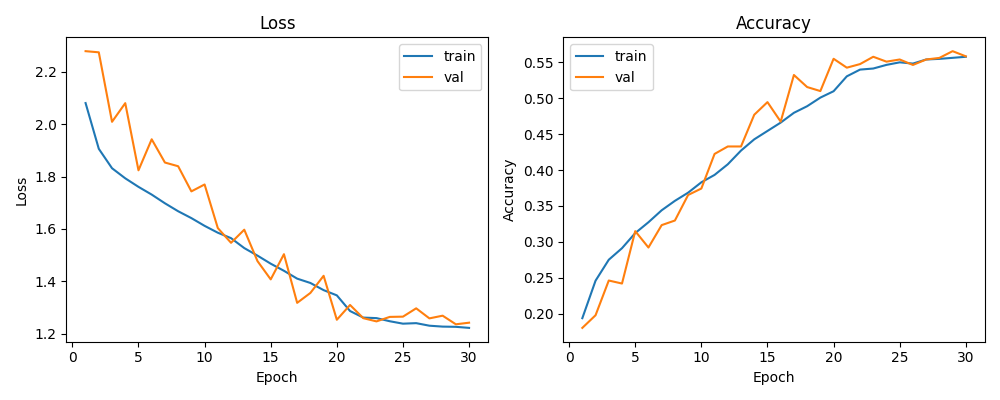 Loss
Loss
2.2
2.0
1.8
1.6
1.4
1.2
0 5 10 15 20 25 30
Epoch
train
val
Accuracy
Accuracy
0.55
0.50
0.45
0.40
0.35
0.30
0.25
0.20
0 5 10 15 20 25 30
Epoch
train
val